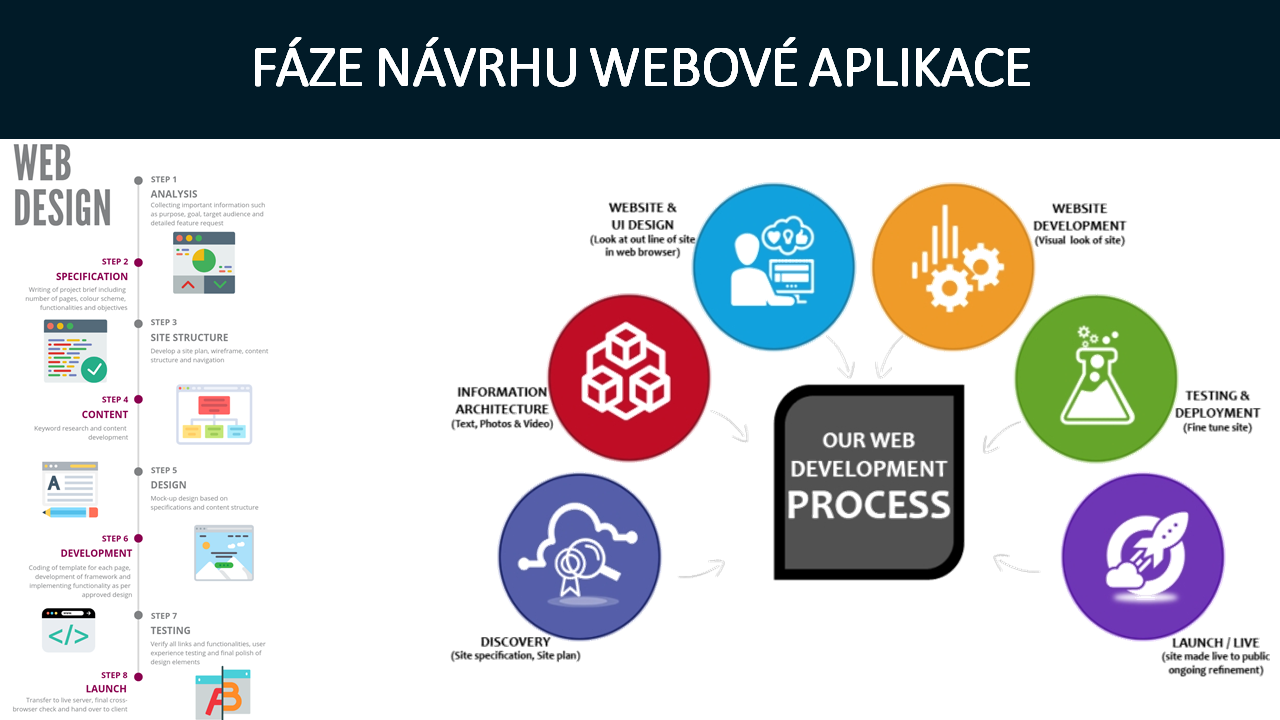 FÁZE NÁVRHU WEBOVÉ APLIKACE
WEB
DESIGN
STEP 1
ANALYSIS
Collecting important information such
as purpose, goal, target audience and
detailed feature request
STEP 2
SPECIFICATION
Writing of project brief including
number of pages, colour scheme,
functionalities and objectives
STEP 3
SITE STRUCTURE
Develop a site plan, wireframe, content
structure and navigation
STEP 4
CONTENT
Keyword research and content
development
A
STEP 5
DESIGN
Mock-up design based on
specifications and content structure
STEP 6
DEVELOPMENT
Coding of template for each page,
development of framework and
implementing functionality as per
approved design
</>
STEP 7
TESTING
Verify all links and functionalities, user
experience testing and final polish of
design elements
STEP 8
LAUNCH
Transfer to live server, final cross-
browser check and hand over to client
A B
WEBSITE &
UI DESIGN
(Look at out line of site
in web browser)
WEBSITE
DEVELOPMENT
(Visual look of site)
INFORMATION
ARCHITECTURE
(Text, Photos & Video)
TESTING &
DEPLOYMENT
(Fine tune site)
OUR WEB
DEVELOPMENT
PROCESS
DISCOVERY
(Site specification, Site plan)
LAUNCH / LIVE
(site made live to public
ongoing refinement)